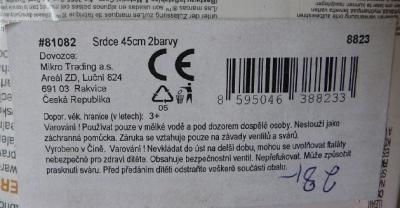 #81082 Srdce 45cm 2barvy 8823
Dovozce:
Mikro Trading a.s.
Areál ZD, Luční 824
691 03 Rakvice
Česká Republika
CE
05
8 595046 388233
Dopor. věk. hranice (v letech): 3+
Varování! Používat pouze v mělké vodě a pod dozorem dospělé osoby. Neslouží jako
záchranná pomůcka. Záruka se vztahuje pouze na závady ventilů a svárů.
Vyrobeno v Číně. Varování! Nevkládat do úst na delší dobu, mohou se uvolňovat ftaláty
nebezpečné pro zdraví dítěte. Obsahuje bezpečnostní ventil. Nepřefukovat. Může způsobit
prasknutí svárů. Před předáním dítěti odstraňte veškeré součásti obalu.